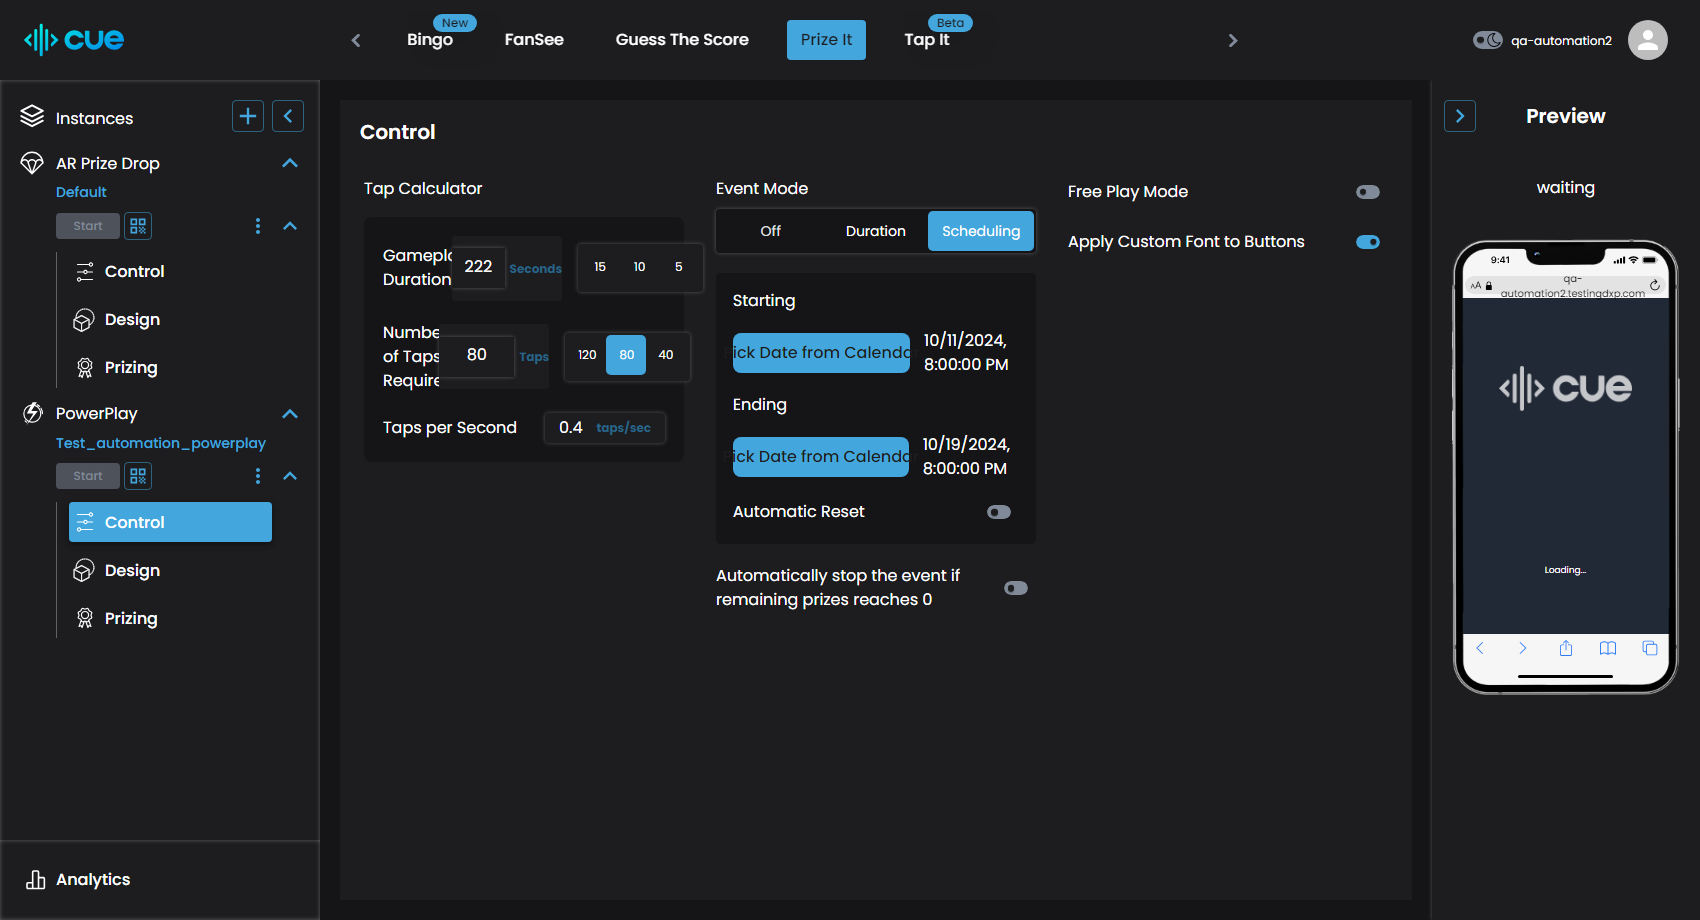 cue
New
Bingo
FanSee
Guess The Score
Prize It
Beta
Tap It
qa-automation2
Instances
AR Prize Drop
Default
Start
Control
Design
Prizing
PowerPlay
Test_automation_powerplay
Start
Control
Design
Prizing
Analytics
Control
Tap Calculator
Gamepl
Duration
222 Seconds
15 10 5
Numbe
of Taps
Require
80 Taps
120 80 40
Taps per Second
0.4 taps/sec
Event Mode
Off Duration Scheduling
Starting
ick Date from Calenda
10/11/2024,
8:00:00 PM
Ending
ick Date from Calenda
10/19/2024,
8:00:00 PM
Automatic Reset
Automatically stop the event if
remaining prizes reaches 0
Free Play Mode
Apply Custom Font to Buttons
Preview
waiting
9:41
AA
qa-
automation2.testingdxp.com
cue
Loading...